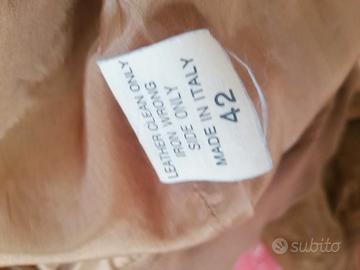 LEATHER CLEAN ONLY
IRON WRONG
SIDE ONLY
MADE IN ITALY
42
subito